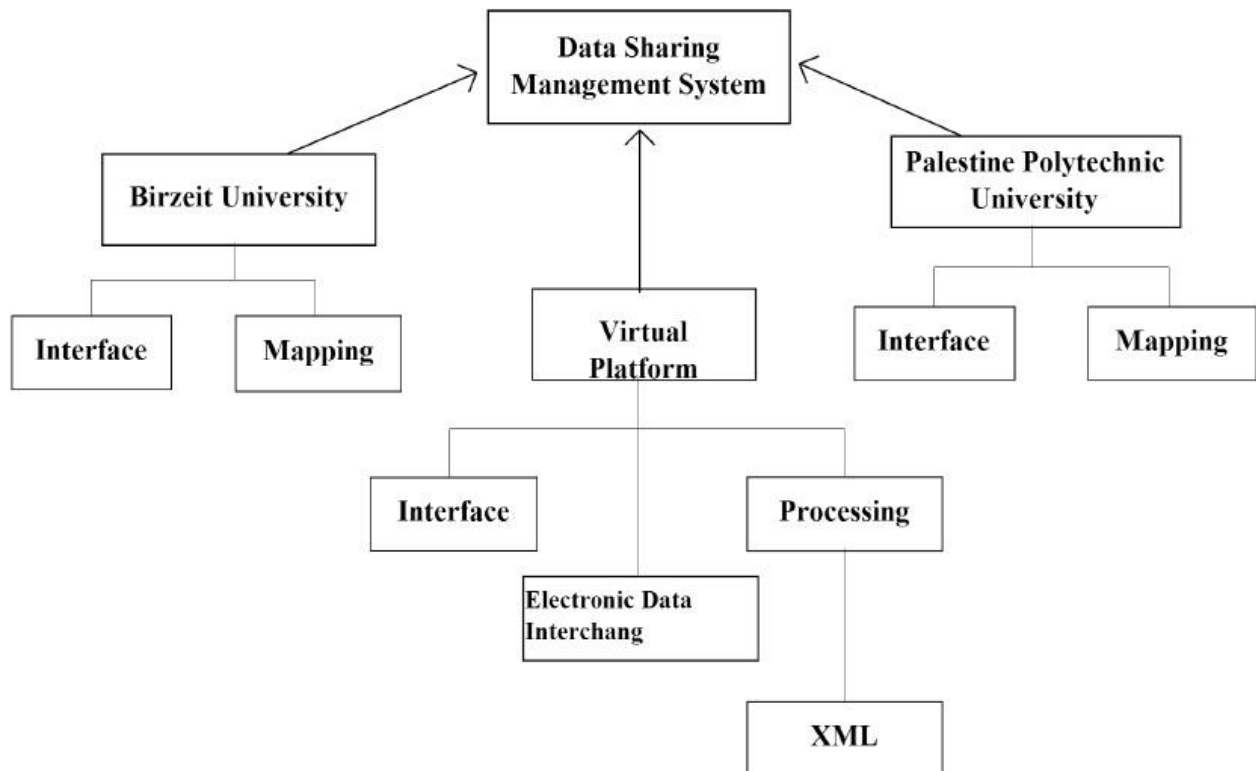 Data Sharing
Management System
Birzeit University
Palestine Polytechnic
University
Interface
Mapping
Virtual
Platform
Interface
Mapping
Interface
Processing
Electronic Data
Interchang
XML